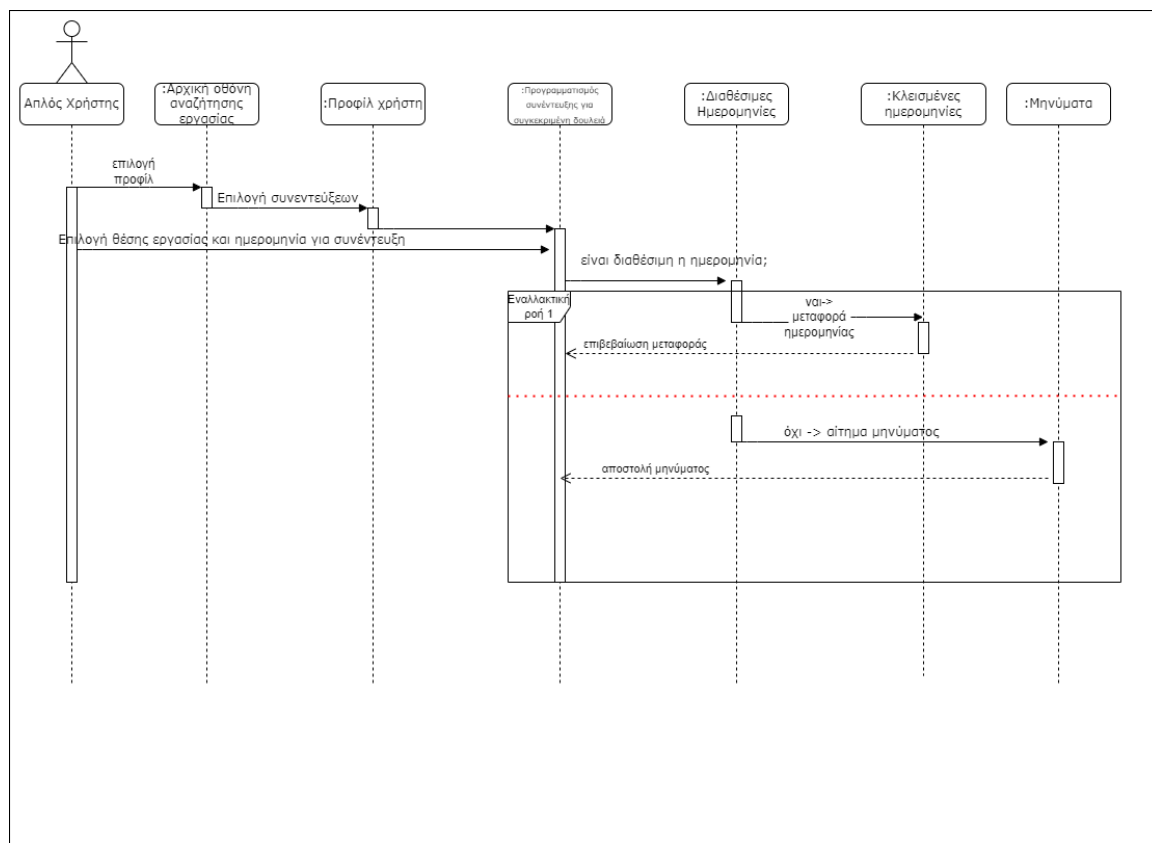 Απλός Χρήστης
:Αρχική οθόνη
αναζήτησης
εργασίας
:Προφίλ χρήστη
:Προγραμματισμός
συνέντευξης για
συγκεκριμένη δουλειά
:Διαθέσιμες
Ημερομηνίες
:Κλεισμένες
ημερομηνίες
:Μηνύματα
επιλογή
προφίλ
Επιλογή συνεντεύξεων
Επιλογή θέσης εργασίας και ημερομηνία για συνέντευξη
είναι διαθέσιμη η ημερομηνία;
Εναλλακτική
ροή 1
ναι->
μεταφορά
ημερομηνίας
επιβεβαίωση μεταφοράς
όχι -> αίτημα μηνύματος
αποστολή μηνύματος